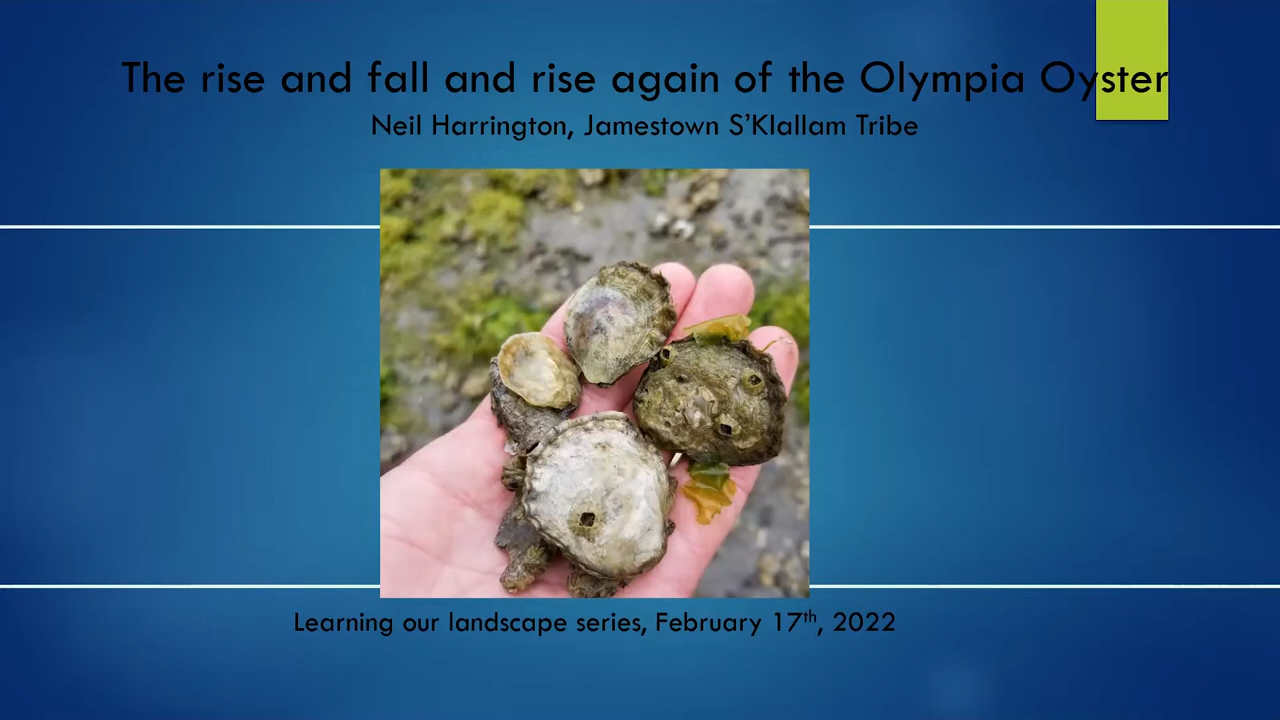 The rise and fall and rise again of the Olympia Oyster
Neil Harrington, Jamestown S’Klallam Tribe
Learning our landscape series, February 17th, 2022